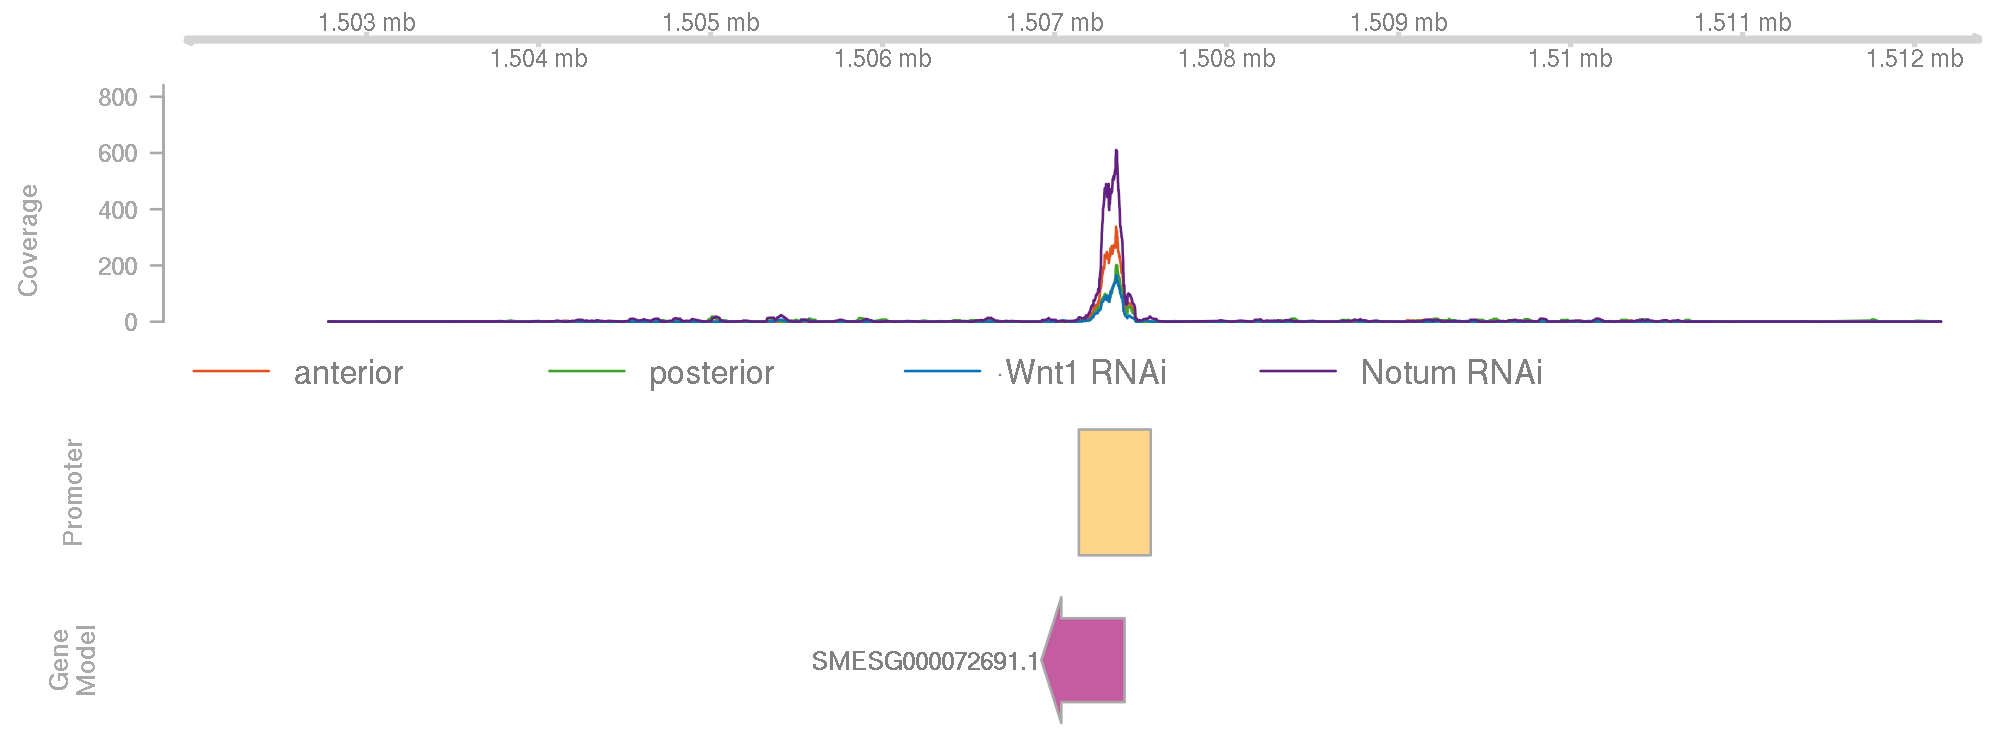 1.503 mb 1.505 mb 1.507 mb 1.509 mb 1.511 mb
1.504 mb 1.506 mb 1.508 mb 1.51 mb 1.512 mb
800
600
400
200
0
Coverage
anterior posterior Wnt1 RNAi Notum RNAi
Promoter
Gene
Model
SMESG000072691.1